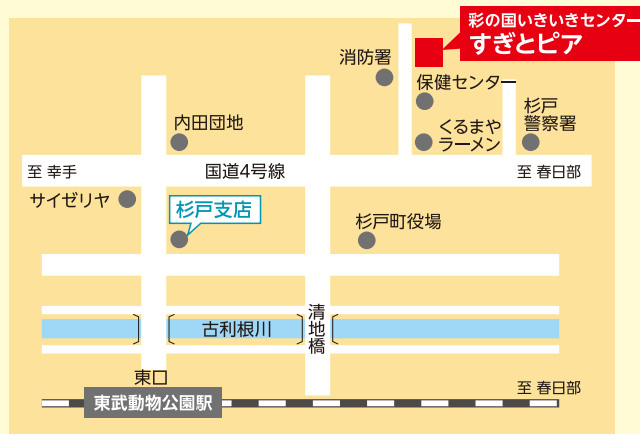 彩の国いきいきセンター
すぎとピア
消防署
保健センター
杉戸
警察署
くるまや
ラーメン
内田団地
至 幸手
国道4号線
至 春日部
サイゼリヤ
杉戸支店
杉戸町役場
清地橋
古利根川
東口
東武動物公園駅
至 春日部